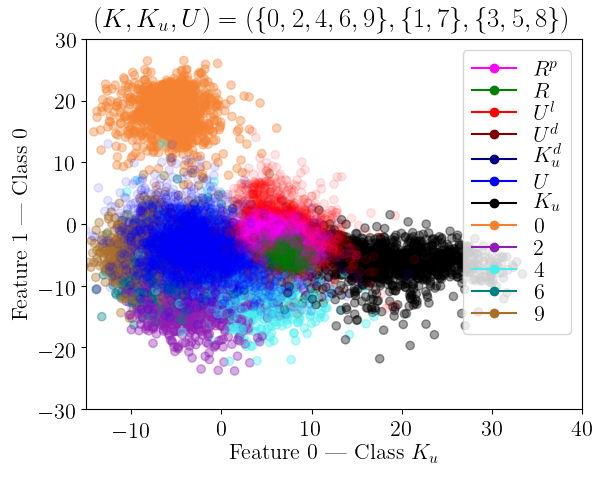 (K, K_u, U) = ({0, 2, 4, 6, 9}, {1, 7}, {3, 5, 8})
30
20
10
0
−10
−20
−30
Feature 1 — Class 0
R^p
R
U^l
U^d
K_u^d
U
K_u
0
2
4
6
9
−10
0
10
20
30
40
Feature 0 — Class K_u